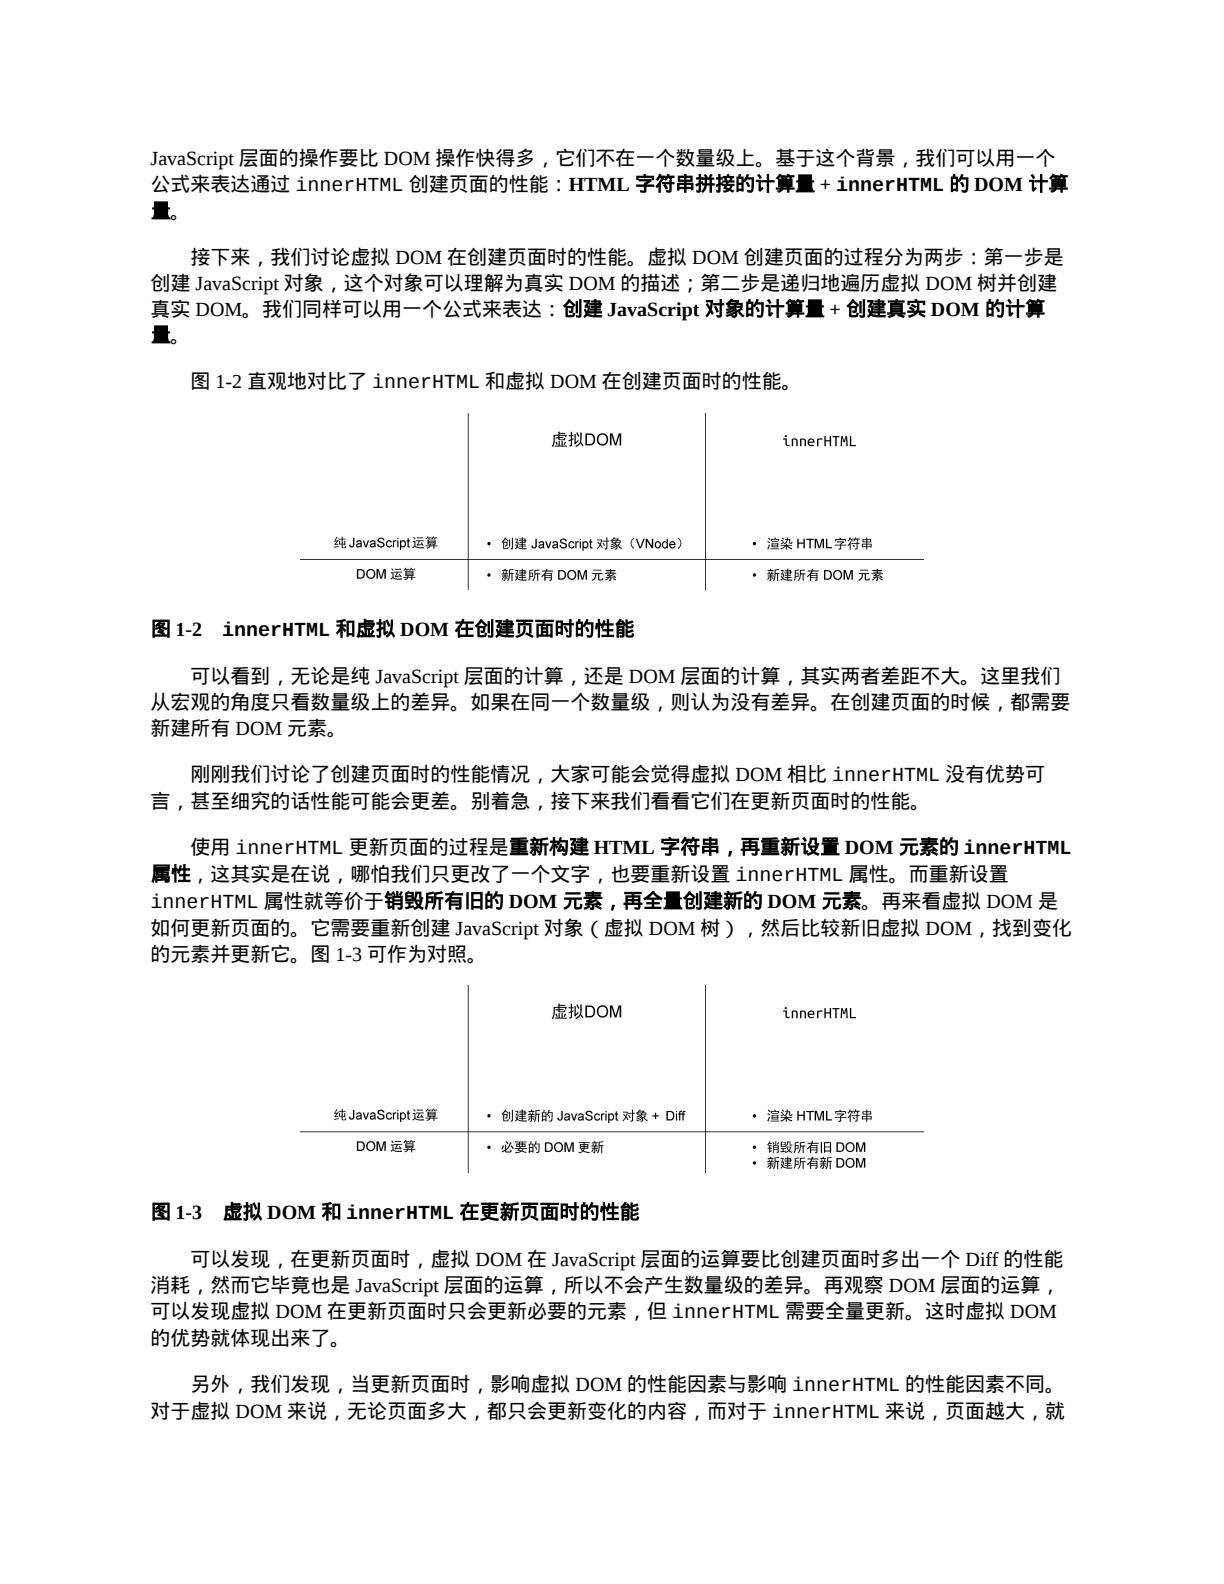 JavaScript 层面的操作要比 DOM 操作快得多，它们不在一个数量级上。基于这个背景，我们可以用一个
公式来表达通过 innerHTML 创建页面的性能：HTML 字符串拼接的计算量 + innerHTML 的 DOM 计算
量。
接下来，我们讨论虚拟 DOM 在创建页面时的性能。虚拟 DOM 创建页面的过程分为两步：第一步是
创建 JavaScript 对象，这个对象可以理解为真实 DOM 的描述；第二步是递归地遍历虚拟 DOM 树并创建
真实 DOM。我们同样可以用一个公式来表达：创建 JavaScript 对象的计算量 + 创建真实 DOM 的计算
量。
图 1-2 直观地对比了 innerHTML 和虚拟 DOM 在创建页面时的性能。
虚拟DOM innerHTML
纯JavaScript运算 • 创建 JavaScript 对象（VNode） • 渲染 HTML字符串
DOM 运算 • 新建所有 DOM 元素 • 新建所有 DOM 元素
图 1-2 innerHTML 和虚拟 DOM 在创建页面时的性能
可以看到，无论是纯 JavaScript 层面的计算，还是 DOM 层面的计算，其实两者差距不大。这里我们
从宏观的角度只看数量级上的差异。如果在同一个数量级，则认为没有差异。在创建页面的时候，都需要
新建所有 DOM 元素。
刚刚我们讨论了创建页面时的性能情况，大家可能会觉得虚拟 DOM 相比 innerHTML 没有优势可
言，甚至细究的话性能可能会更差。别着急，接下来我们看看它们在更新页面时的性能。
使用 innerHTML 更新页面的过程是重新构建 HTML 字符串，再重新设置 DOM 元素的 innerHTML
属性，这其实是在说，哪怕我们只更改了一个文字，也要重新设置 innerHTML 属性。而重新设置
innerHTML 属性就等价于销毁所有旧的 DOM 元素，再全量创建新的 DOM 元素。再来看虚拟 DOM 是
如何更新页面的。它需要重新创建 JavaScript 对象（虚拟 DOM 树），然后比较新旧虚拟 DOM，找到变化
的元素并更新它。图 1-3 可作为对照。
虚拟DOM innerHTML
纯JavaScript运算 • 创建新的 JavaScript 对象 + Diff • 渲染 HTML字符串
DOM 运算 • 必要的 DOM 更新 • 销毁所有旧 DOM
• 新建所有新 DOM
图 1-3 虚拟 DOM 和 innerHTML 在更新页面时的性能
可以发现，在更新页面时，虚拟 DOM 在 JavaScript 层面的运算要比创建页面时多出一个 Diff 的性能
消耗，然而它毕竟也是 JavaScript 层面的运算，所以不会产生数量级的差异。再观察 DOM 层面的运算，
可以发现虚拟 DOM 在更新页面时只会更新必要的元素，但 innerHTML 需要全量更新。这时虚拟 DOM
的优势就体现出来了。
另外，我们发现，当更新页面时，影响虚拟 DOM 的性能因素与影响 innerHTML 的性能因素不同。
对于虚拟 DOM 来说，无论页面多大，都只会更新变化的内容，而对于 innerHTML 来说，页面越大，就